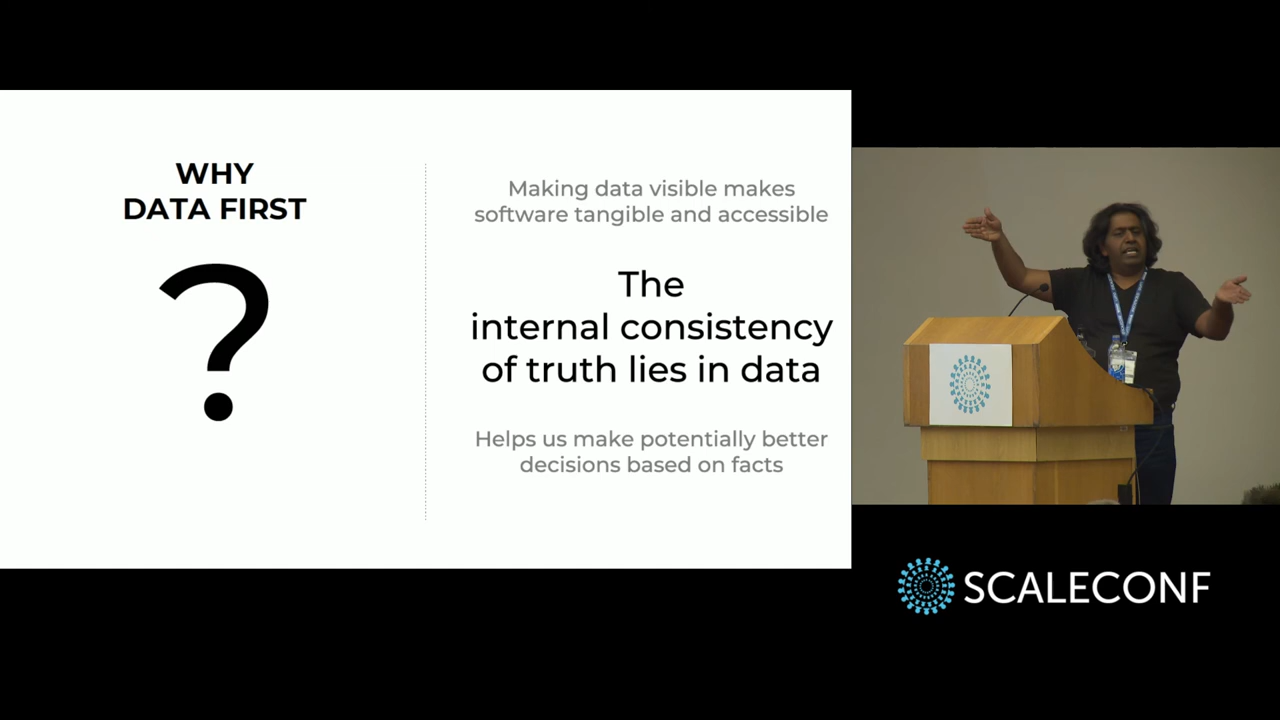 WHY
DATA FIRST
?
Making data visible makes
software tangible and accessible
The
internal consistency
of truth lies in data
Helps us make potentially better
decisions based on facts
SCALECONF